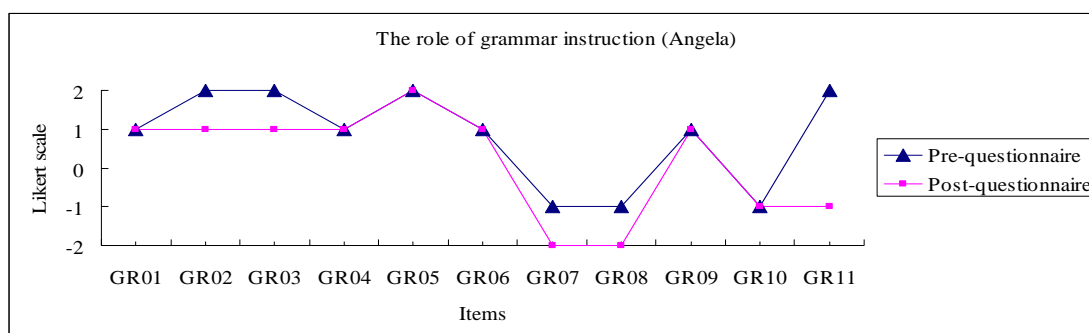 The role of grammar instruction (Angela)
2
1
0
-1
-2
Likert scale
GR01 GR02 GR03 GR04 GR05 GR06 GR07 GR08 GR09 GR10 GR11
Items
Pre-questionnaire
Post-questionnaire